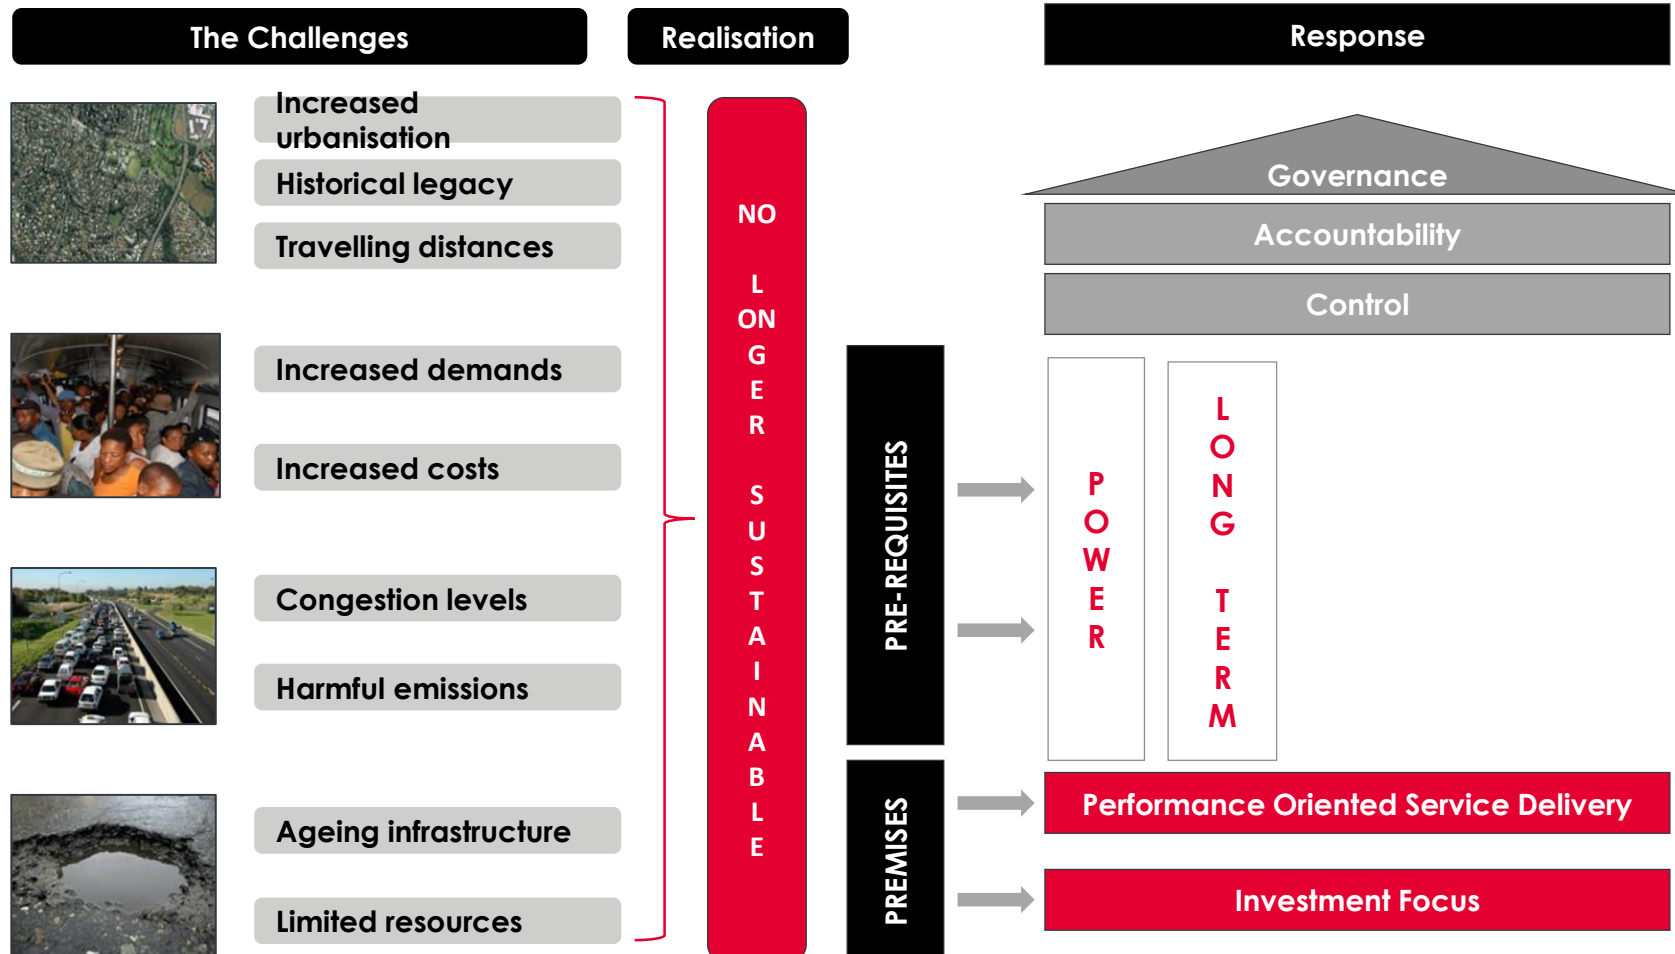 The Challenges
Realisation
Response
Increased
urbanisation
Historical legacy
Travelling distances
Increased demands
Increased costs
Congestion levels
Harmful emissions
Ageing infrastructure
Limited resources
NO
L
ON
G
E
R
S
U
S
T
A
I
N
A
B
L
E
PRE-REQUISITES
PREMISES
Governance
Accountability
Control
P
O
W
E
R
L
O
N
G
T
E
R
M
Performance Oriented Service Delivery
Investment Focus